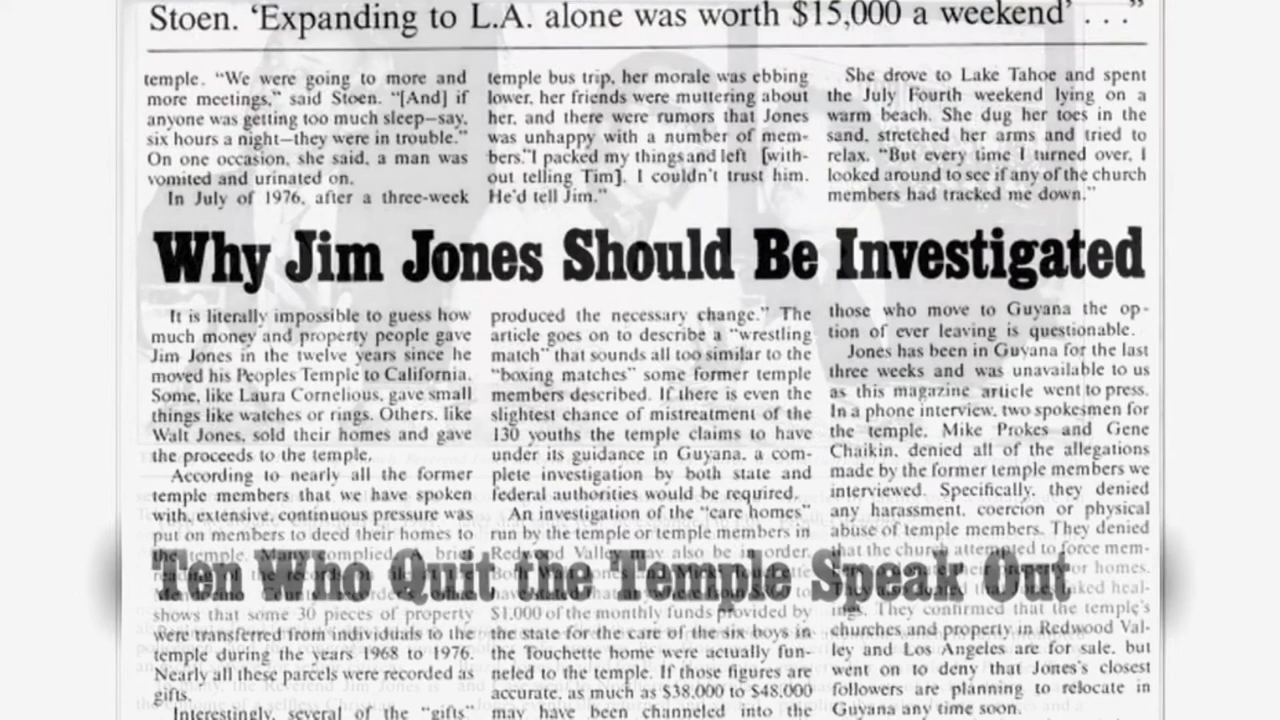 Stoen. ‘Expanding to L.A. alone was worth $15,000 a weekend’ . . .”
temple. “We were going to more and
more meetings,” said Stoen. “[And] if
anyone was getting too much sleep—say,
six hours a night—they were in trouble.”
On one occasion, she said, a man was
vomited and urinated on.
In July of 1976, after a three-week
temple bus trip, her morale was ebbing
lower, her friends were muttering about
her, and there were rumors that Jones
was unhappy with a number of mem-
bers.“I packed my things and left [with-
out telling Tim]. I couldn’t trust him.
He’d tell Jim.”
She drove to Lake Tahoe and spent
the July Fourth weekend lying on a
warm beach. She dug her toes in the
sand, stretched her arms and tried to
relax. “But every time I turned over, I
looked around to see if any of the church
members had tracked me down.”
Why Jim Jones Should Be Investigated
It is literally impossible to guess how
much money and property people gave
Jim Jones in the twelve years since he
moved his Peoples Temple to California.
Some, like Laura Cornelious, gave small
things like watches or rings. Others, like
Walt Jones, sold their homes and gave
the proceeds to the temple.
According to nearly all the former
temple members that we have spoken
with, extensive, continuous pressure was
put on members to deed their homes to
the temple. Many complied. A brief
shows that some 30 pieces of property
were transferred from individuals to the
temple during the years 1968 to 1976.
Nearly all these parcels were recorded as
gifts.
Interestingly, several of the “gifts”
produced the necessary change.” The
article goes on to describe a “wrestling
match” that sounds all too similar to the
“boxing matches” some former temple
members described. If there is even the
slightest chance of mistreatment of the
130 youths the temple claims to have
under its guidance in Guyana, a com-
plete investigation by both state and
federal authorities would be required.
An investigation of the “care homes”
run by the temple or temple members in
Redwood Valley may also be in order.
$1,000 of the monthly funds provided by
the state for the care of the six boys in
the Touchette home were actually fun-
neled to the temple. If those figures are
accurate, as much as $38,000 to $48,000
may have been channeled into the
those who move to Guyana the op-
tion of ever leaving is questionable.
Jones has been in Guyana for the last
three weeks and was unavailable to us
as this magazine article went to press.
In a phone interview, two spokesmen for
the temple, Mike Prokes and Gene
Chaikin, denied all of the allegations
made by the former temple members we
interviewed. Specifically, they denied
any harassment, coercion or physical
abuse of temple members. They denied
that the church attempted to force mem-
or homes.
ings. They confirmed that the temple’s
churches and property in Redwood Val-
ley and Los Angeles are for sale, but
went on to deny that Jones’s closest
followers are planning to relocate in
Guyana any time soon.
Ten Who Quit the Temple Speak Out